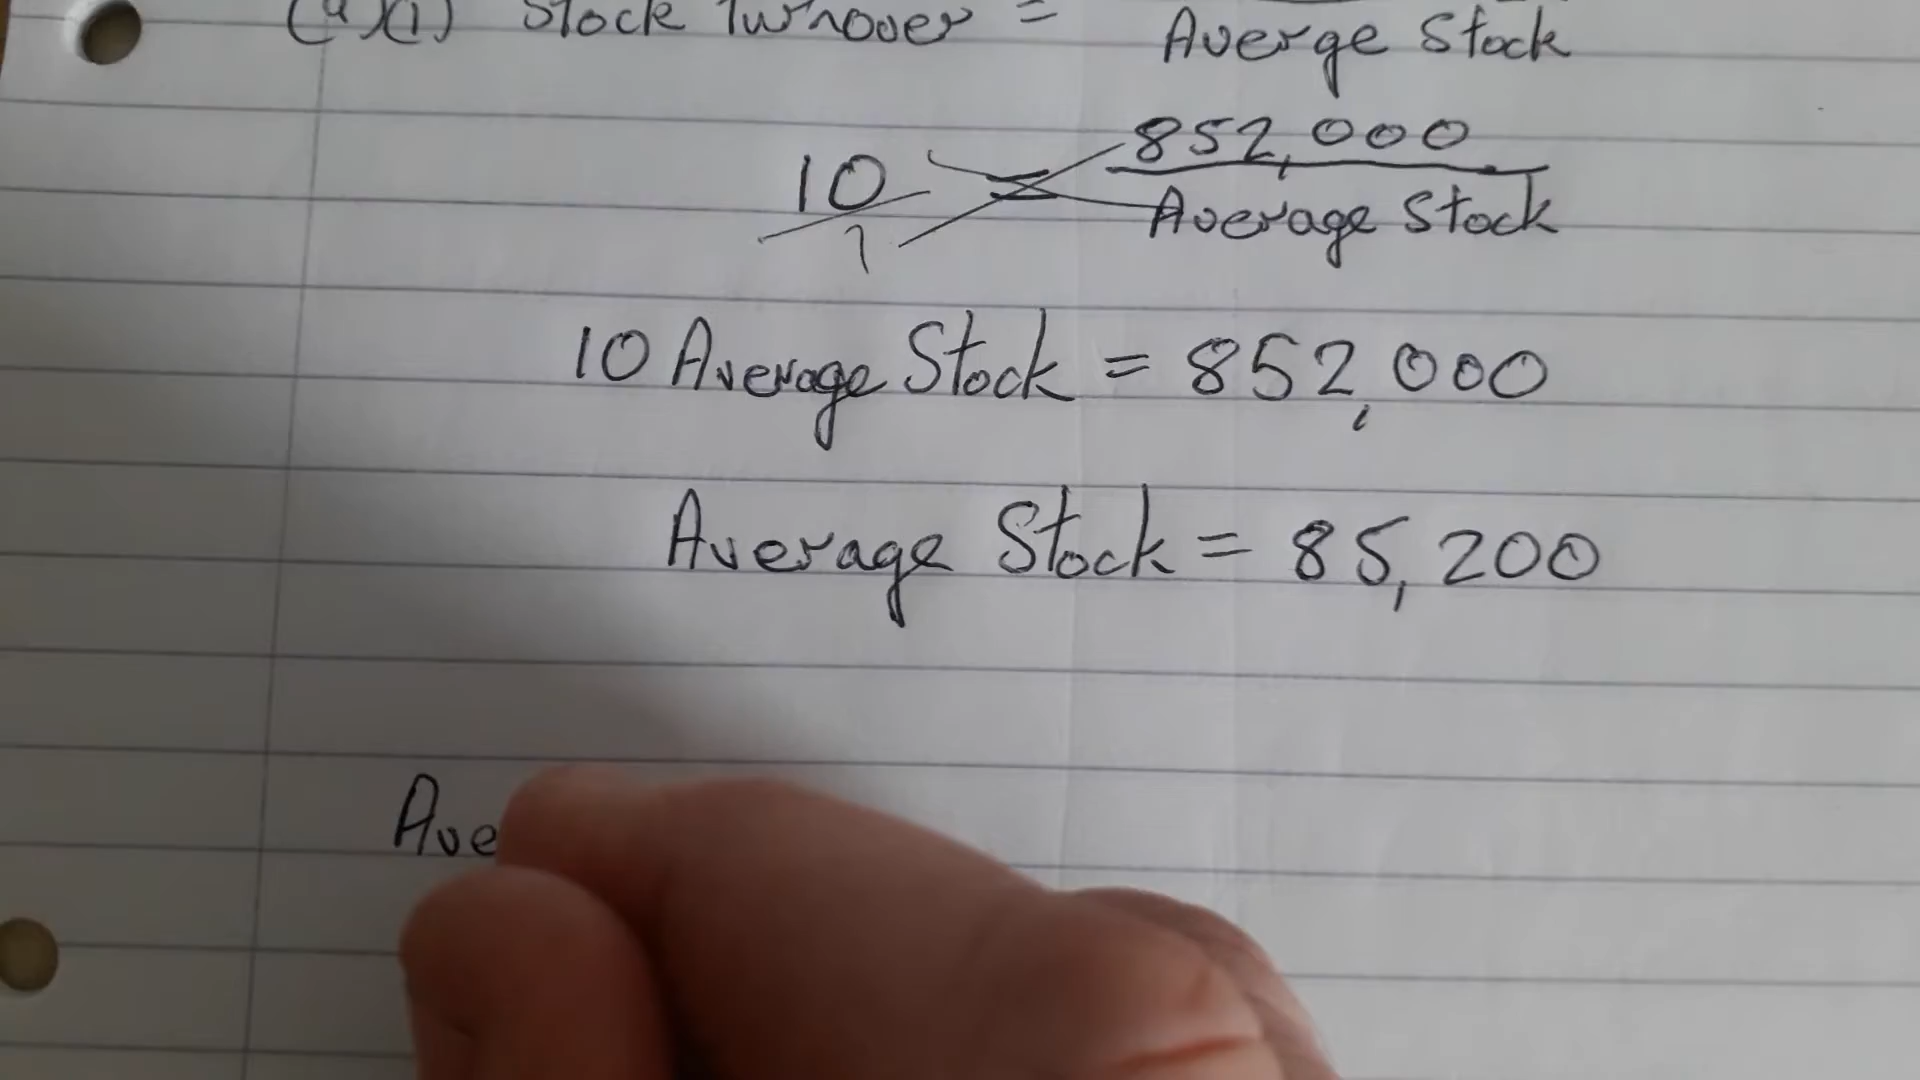 (a)(i) Stock Turnover =
Averge Stock
852,000
10 =
1
Average Stock
10 Average Stock = 852,000
Average Stock = 85,200
Ave